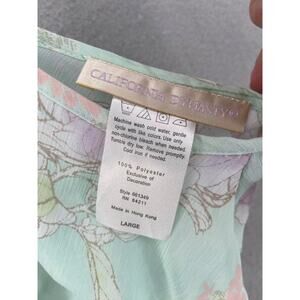 CALIFORNIA DYNASTY
Machine wash cold water, gentle
cycle with like colors. Use only
non-chlorine bleach when needed.
Tumble dry low. Remove promptly.
Cool iron if needed.
100% Polyester
Exclusive of
Decoration
Style 661349
RN 64211
Made in Hong Kong
LARGE